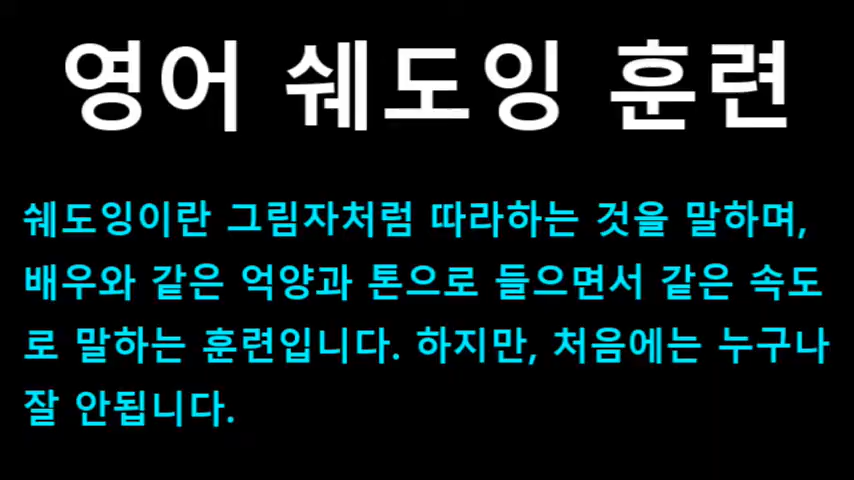 영어 쉐도잉 훈련
쉐도잉이란 그림자처럼 따라하는 것을 말하며,
배우와 같은 억양과 톤으로 들으면서 같은 속도
로 말하는 훈련입니다. 하지만, 처음에는 누구나
잘 안됩니다.